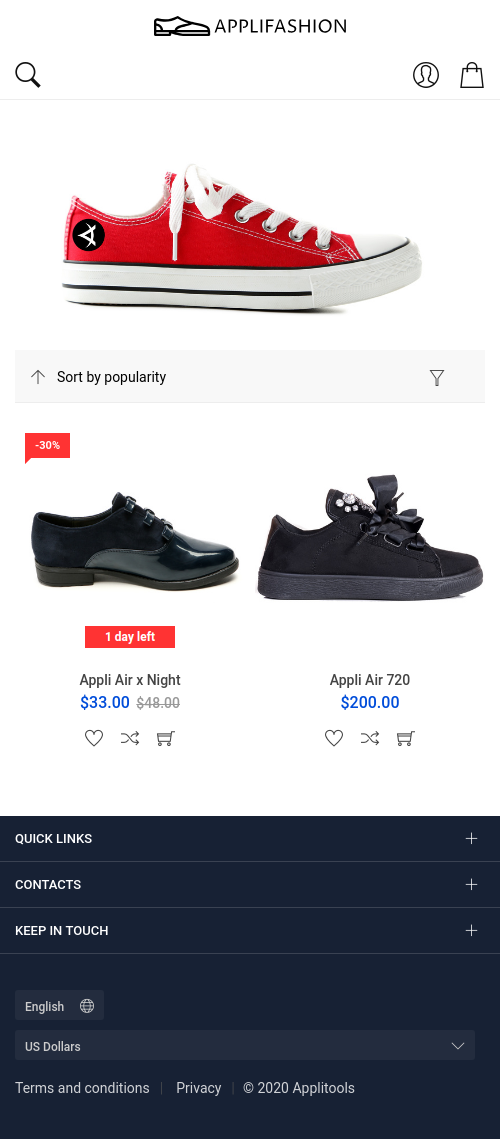 APPLIFASHION
Sort by popularity
-30%
1 day left
Appli Air x Night
$33.00 $48.00
Appli Air 720
$200.00
QUICK LINKS
CONTACTS
KEEP IN TOUCH
English
US Dollars
Terms and conditions
Privacy
© 2020 Applitools